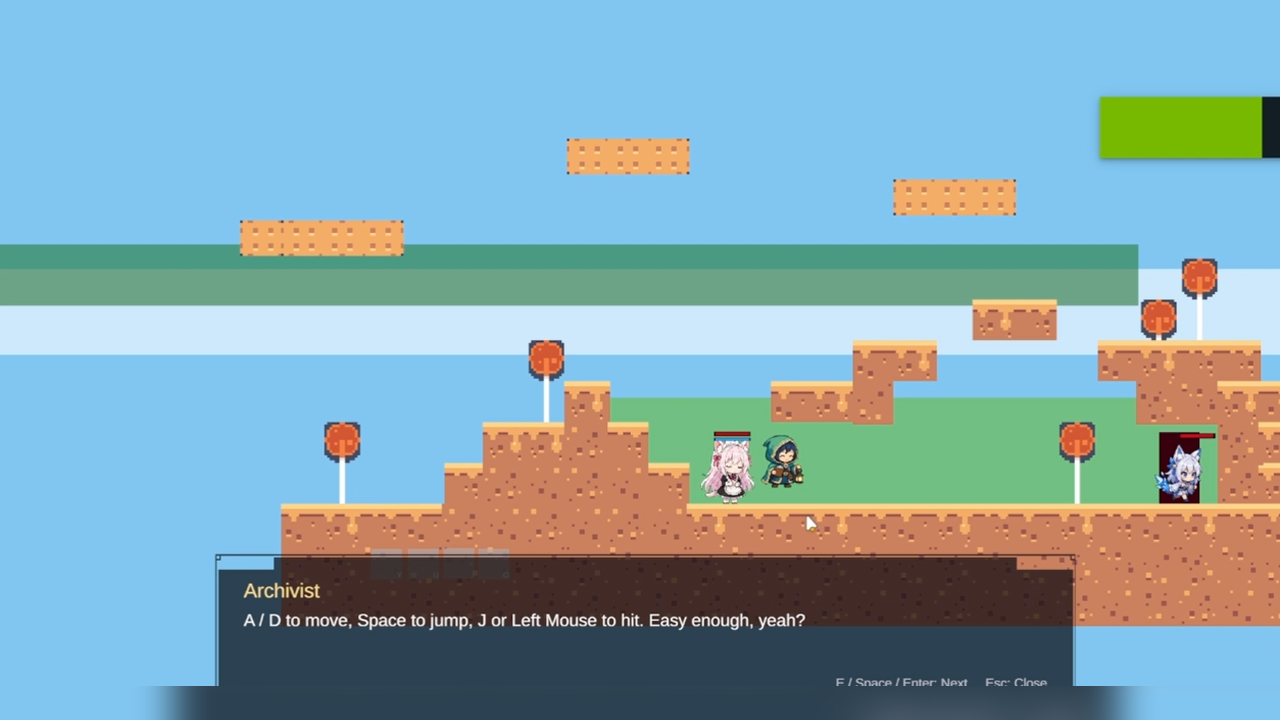 Archivist
A / D to move, Space to jump, J or Left Mouse to hit. Easy enough, yeah?
E / Space / Enter: Next Esc: Close